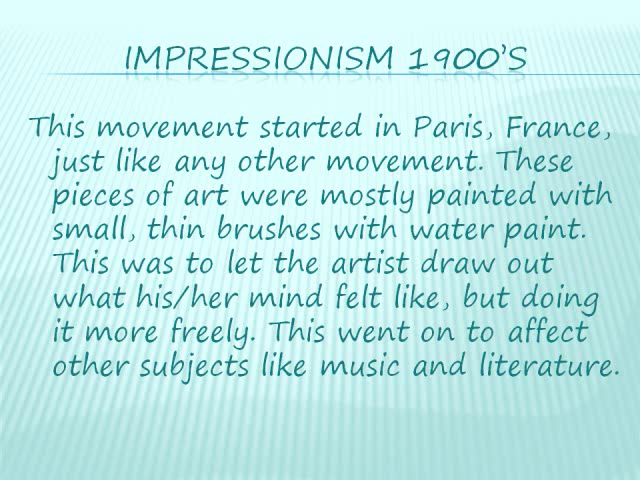 IMPRESSIONISM 1900'S
This movement started in Paris, France,
just like any other movement. These
pieces of art were mostly painted with
small, thin brushes with water paint.
This was to let the artist draw out
what his/her mind felt like, but doing
it more freely. This went on to affect
other subjects like music and literature.